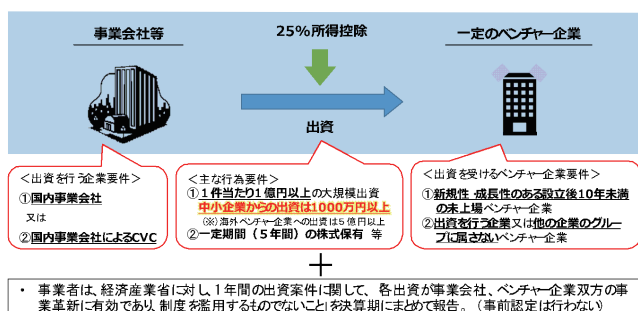 事業会社等
25%所得控除
一定のベンチャー企業
出資
<出資を行う企業要件>
①国内事業会社
又は
②国内事業会社によるCVC
<主な行為要件>
①1件当たり1億円以上の大規模出資
中小企業からの出資は1000万円以上
(※)海外ベンチャー企業への出資は5億円以上
②一定期間(5年間)の株式保有 等
<出資を受けるベンチャー企業要件>
①新規性・成長性のある設立後10年未満
の未上場ベンチャー企業
②出資を行う企業又は他の企業のグルー
プに属さないベンチャー企業
+
・ 事業者は、経済産業省に対し、1年間の出資案件に関して、「各出資が事業会社、ベンチャー企業双方の事
業革新に有効であり、制度を濫用するものでないこと」を決算期にまとめて報告。(事前認定は行わない)